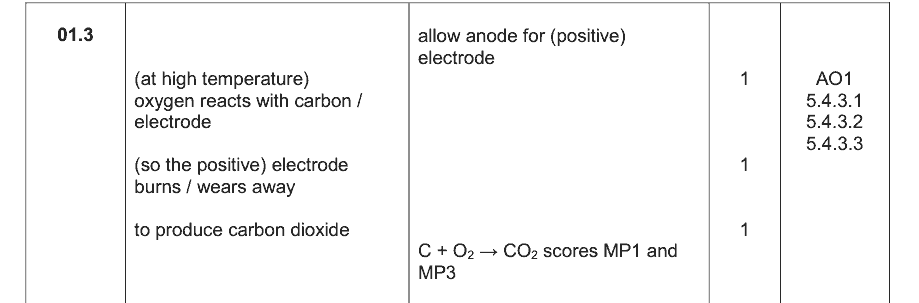 01.3
allow anode for (positive)
electrode
(at high temperature)
oxygen reacts with carbon /
electrode
1
AO1
5.4.3.1
5.4.3.2
5.4.3.3
(so the positive) electrode
burns / wears away
1
to produce carbon dioxide
1
C + O₂ → CO₂ scores MP1 and
MP3